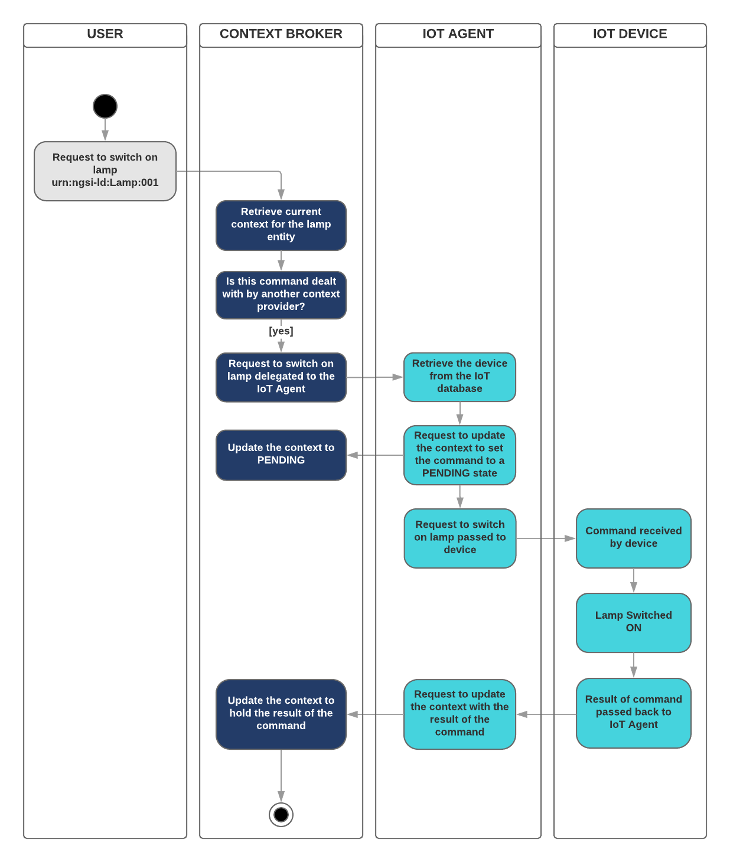 USER
CONTEXT BROKER
IOT AGENT
IOT DEVICE
Request to switch on
lamp
urn:ngsi-ld:Lamp:001
Retrieve current
context for the lamp
entity
Is this command dealt
with by another context
provider?
[yes]
Request to switch on
lamp delegated to the
IoT Agent
Retrieve the device
from the IoT
database
Request to update
the context to set
the command to a
PENDING state
Update the context to
PENDING
Request to switch
on lamp passed to
device
Command received
by device
Lamp Switched
ON
Result of command
passed back to
IoT Agent
Request to update
the context with the
result of the
command
Update the context to
hold the result of the
command